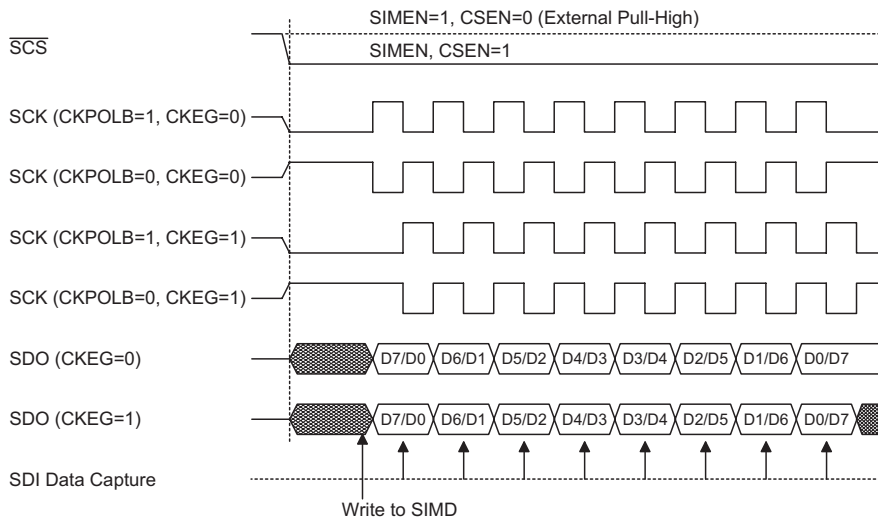 SIMEN=1, CSEN=0 (External Pull-High)
SCS
SIMEN, CSEN=1
SCK (CKPOLB=1, CKEG=0)
SCK (CKPOLB=0, CKEG=0)
SCK (CKPOLB=1, CKEG=1)
SCK (CKPOLB=0, CKEG=1)
SDO (CKEG=0) D7/D0 D6/D1 D5/D2 D4/D3 D3/D4 D2/D5 D1/D6 D0/D7
SDO (CKEG=1) D7/D0 D6/D1 D5/D2 D4/D3 D3/D4 D2/D5 D1/D6 D0/D7
SDI Data Capture
Write to SIMD